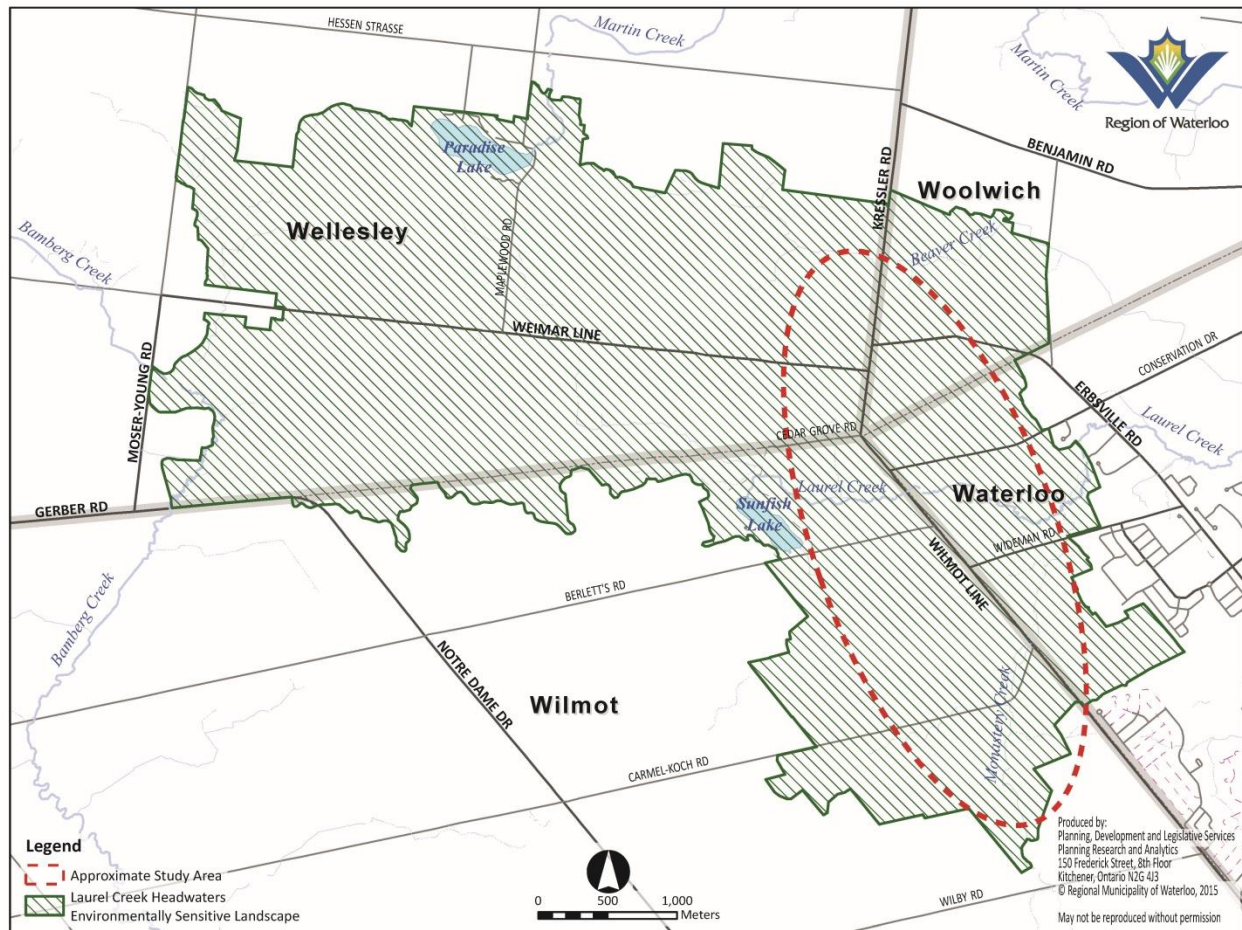 HESSEN STRASSE
Martin Creek
Martin Creek
Region of Waterloo
BENJAMIN RD
KRESSLER RD
Woolwich
Paradise
Lake
Wellesley
MAPLEWOOD RD
Beaver Creek
Bamberg Creek
WEIMAR LINE
MOSER-YOUNG RD
CONSERVATION DR
ERBSVILLE RD
Laurel Creek
CEDAR GROVE RD
GERBER RD
Laurel Creek
Waterloo
Sunfish
Lake
WIDEMAN RD
WILMOT LINE
BERLETT'S RD
Bamberg Creek
NOTRE DAME DR
Wilmot
Monastery Creek
CARMEL-KOCH RD
WILBY RD
Legend
Approximate Study Area
Laurel Creek Headwaters
Environmentally Sensitive Landscape
0 500 1,000
Meters
Produced by:
Planning, Development and Legislative Services
Planning Research and Analytics
150 Frederick Street, 8th Floor
Kitchener, Ontario N2G 4J3
© Regional Municipality of Waterloo, 2015
May not be reproduced without permission